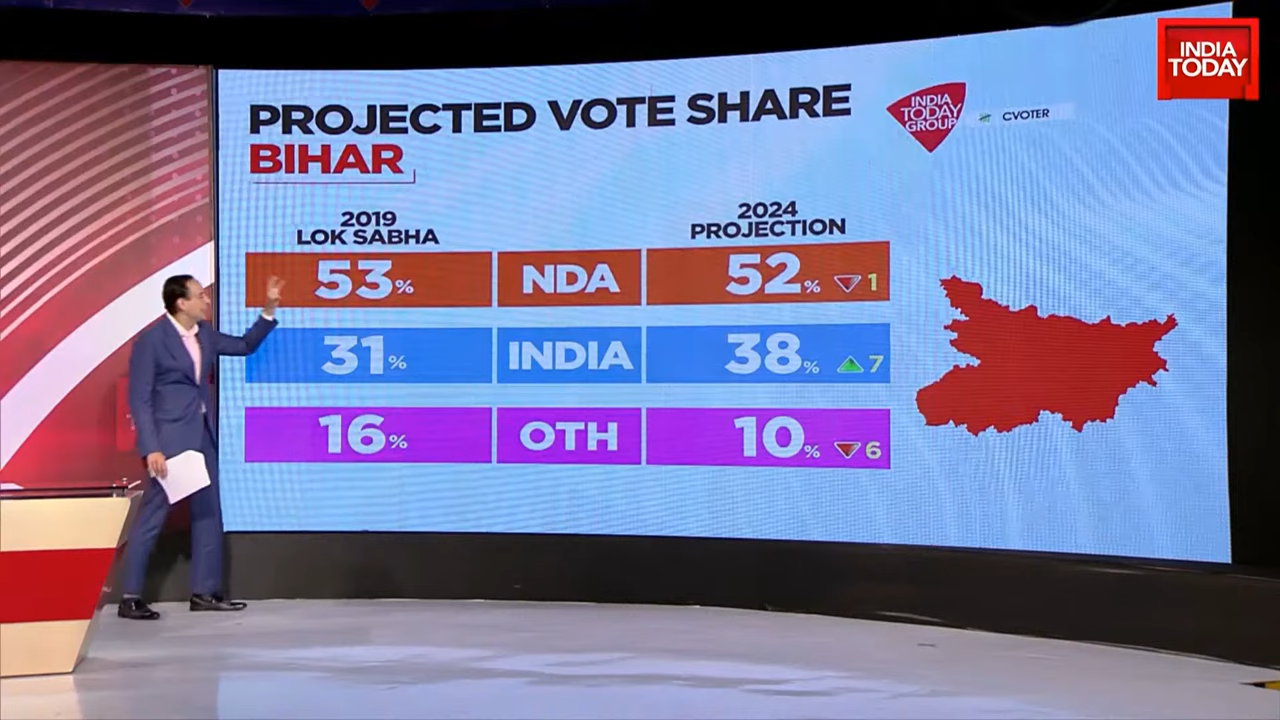 INDIA
TODAY
PROJECTED VOTE SHARE
BIHAR
INDIA
TODAY
GROUP
CVOTER
2019
LOK SABHA
2024
PROJECTION
53% NDA 52% 1
31% INDIA 38% 7
16% OTH 10% 6